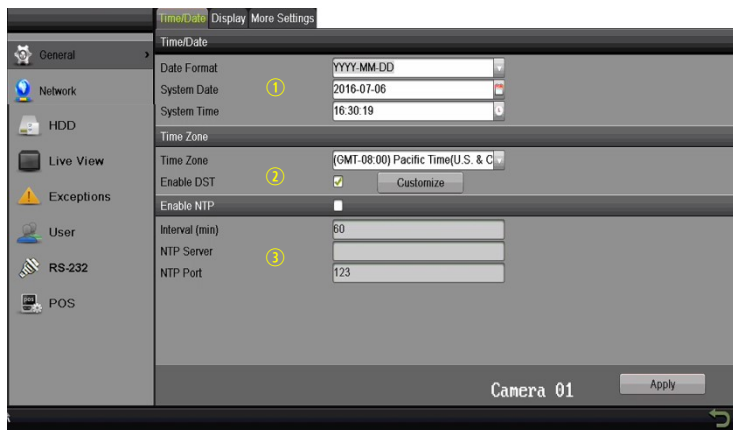 Time/Date Display More Settings
General
Network
HDD
Live View
Exceptions
User
RS-232
POS
Time/Date
Date Format YYYY-MM-DD
System Date 2016-07-06
①
System Time 16:30:19
Time Zone
Time Zone (GMT-08:00) Pacific Time(U.S. & C
②
Enable DST Customize
Enable NTP
Interval (min) 60
NTP Server
③
NTP Port 123
Camera 01 Apply